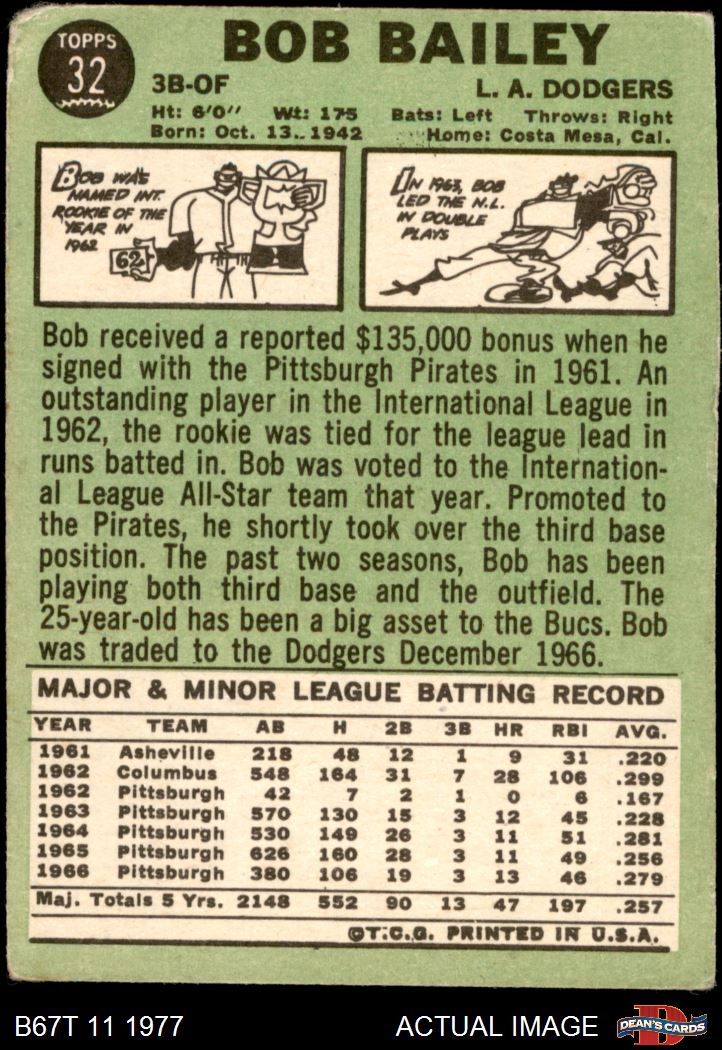 TOPPS
32
BOB BAILEY
3B-OF L. A. DODGERS
Ht: 6'0" Wt: 175 Bats: Left Throws: Right
Born: Oct. 13, 1942 Home: Costa Mesa, Cal.
BOB WAS
NAMED INT.
ROOKIE OF THE
YEAR IN
1962
62
IN 1963, BOB
LED THE N.L.
IN DOUBLE
PLAYS
Bob received a reported $135,000 bonus when he
signed with the Pittsburgh Pirates in 1961. An
outstanding player in the International League in
1962, the rookie was tied for the league lead in
runs batted in. Bob was voted to the Internation-
al League All-Star team that year. Promoted to
the Pirates, he shortly took over the third base
position. The past two seasons, Bob has been
playing both third base and the outfield. The
25-year-old has been a big asset to the Bucs. Bob
was traded to the Dodgers December 1966.
MAJOR & MINOR LEAGUE BATTING RECORD
YEAR TEAM AB H 2B 3B HR RBI AVG.
1961 Asheville 218 48 12 1 9 31 .220
1962 Columbus 548 164 31 7 28 106 .299
1962 Pittsburgh 42 7 2 1 0 6 .167
1963 Pittsburgh 570 130 15 3 12 45 .228
1964 Pittsburgh 530 149 26 3 11 51 .281
1965 Pittsburgh 626 160 28 3 11 49 .256
1966 Pittsburgh 380 106 19 3 13 46 .279
Maj. Totals 5 Yrs. 2148 552 90 13 47 197 .257
©T.C.G. PRINTED IN U.S.A.
B67T 11 1977 ACTUAL IMAGE
DEAN'S CARDS